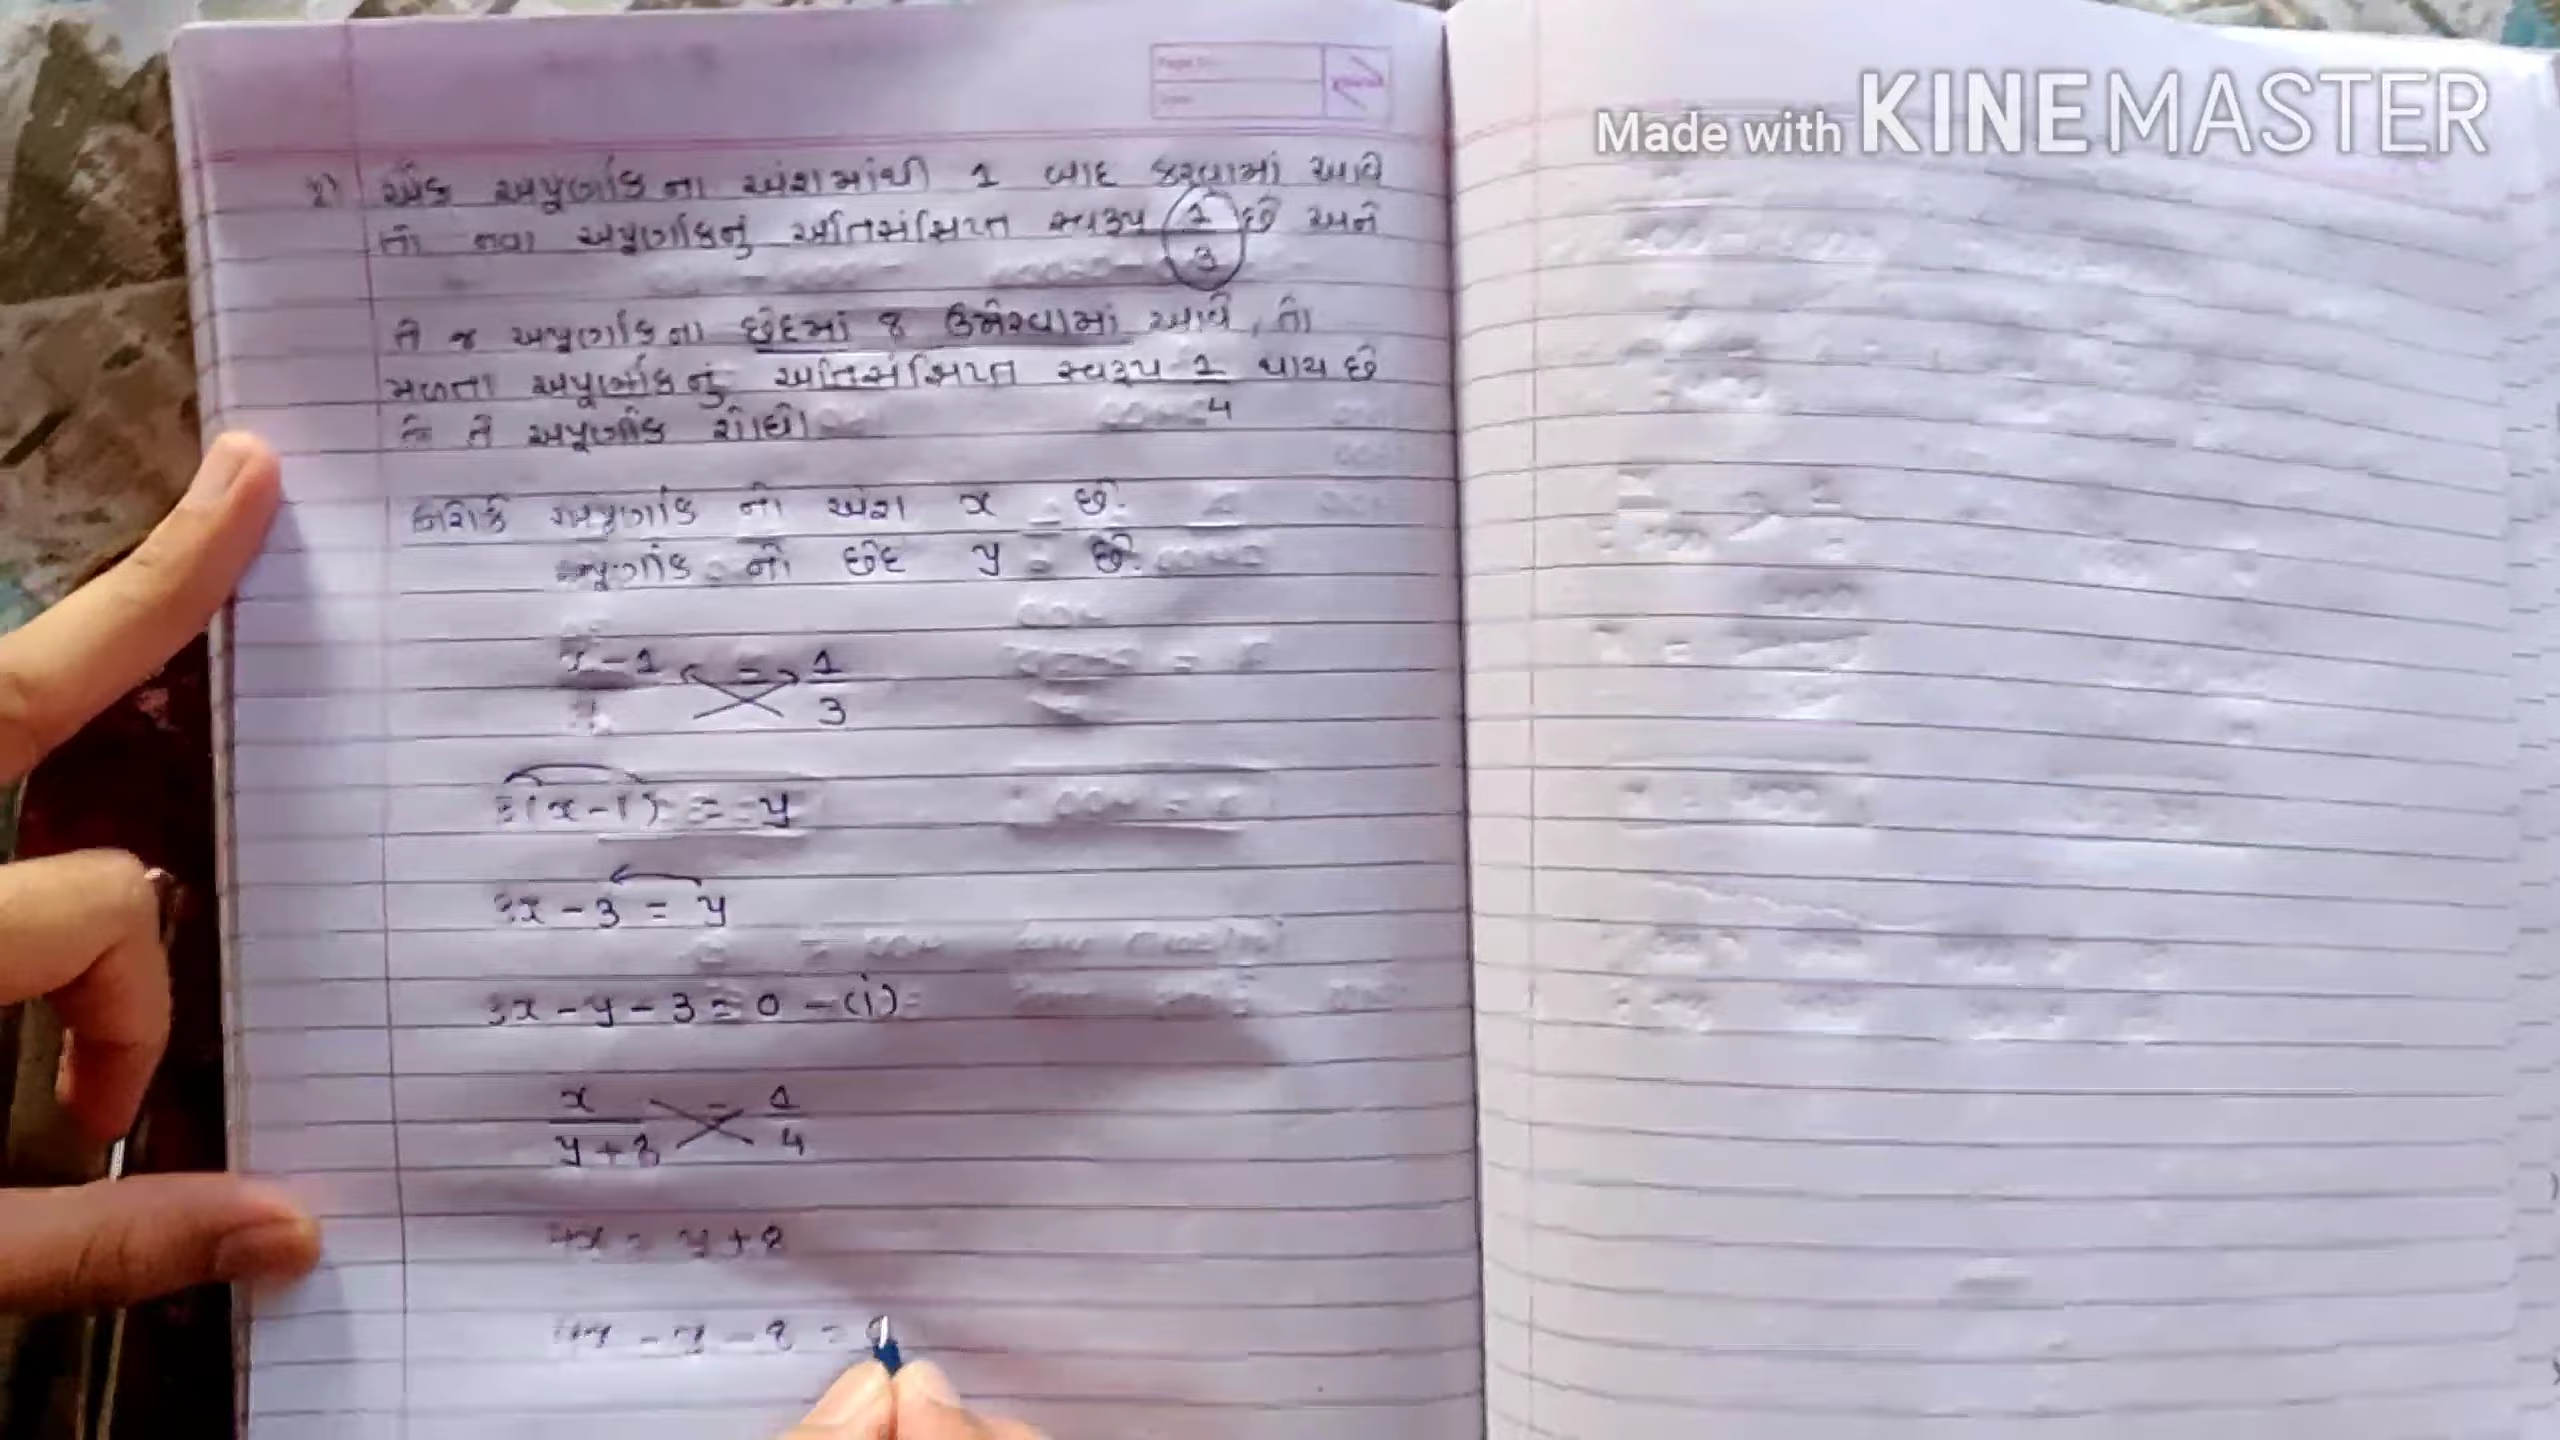 Made with KINEMASTER
2) એક અપૂર્ણાંકના અંશમાંથી 1 બાદ કરવામાં આવે
તો નવા અપૂર્ણાંકનું અતિસંક્ષિપ્ત સ્વરૂપ 1/3 છે અને
તે જ અપૂર્ણાંકના છેદમાં 8 ઉમેરવામાં આવે, તો
મળતા અપૂર્ણાંકનું અતિસંક્ષિપ્ત સ્વરૂપ 1/4 થાય છે
તો તે અપૂર્ણાંક શોધો
ધારોકે અપૂર્ણાંક નો અંશ x છે.
અપૂર્ણાંક નો છેદ y છે.
x - 1 = 1
3
3(x-1) = y
3x - 3 = y
3x - y - 3 = 0 - (i)
x = 1
y + 8 4
4x = y + 8
4x - y - 8 = 0